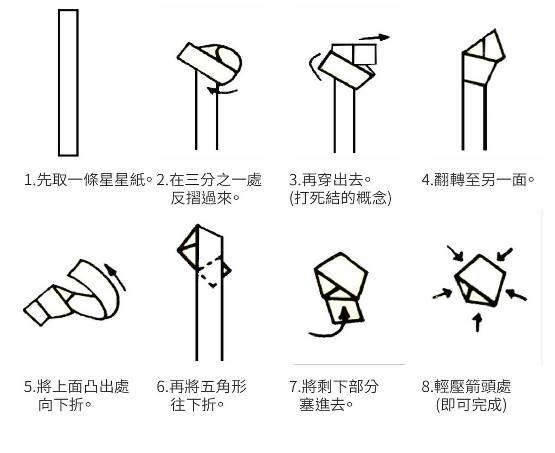 1.先取一條星星紙。
2.在三分之一處
反摺過來。
3.再穿出去。
(打死結的概念)
4.翻轉至另一面。
5.將上面凸出處
向下折。
6.再將五角形
往下折。
7.將剩下部分
塞進去。
8.輕壓箭頭處
(即可完成)